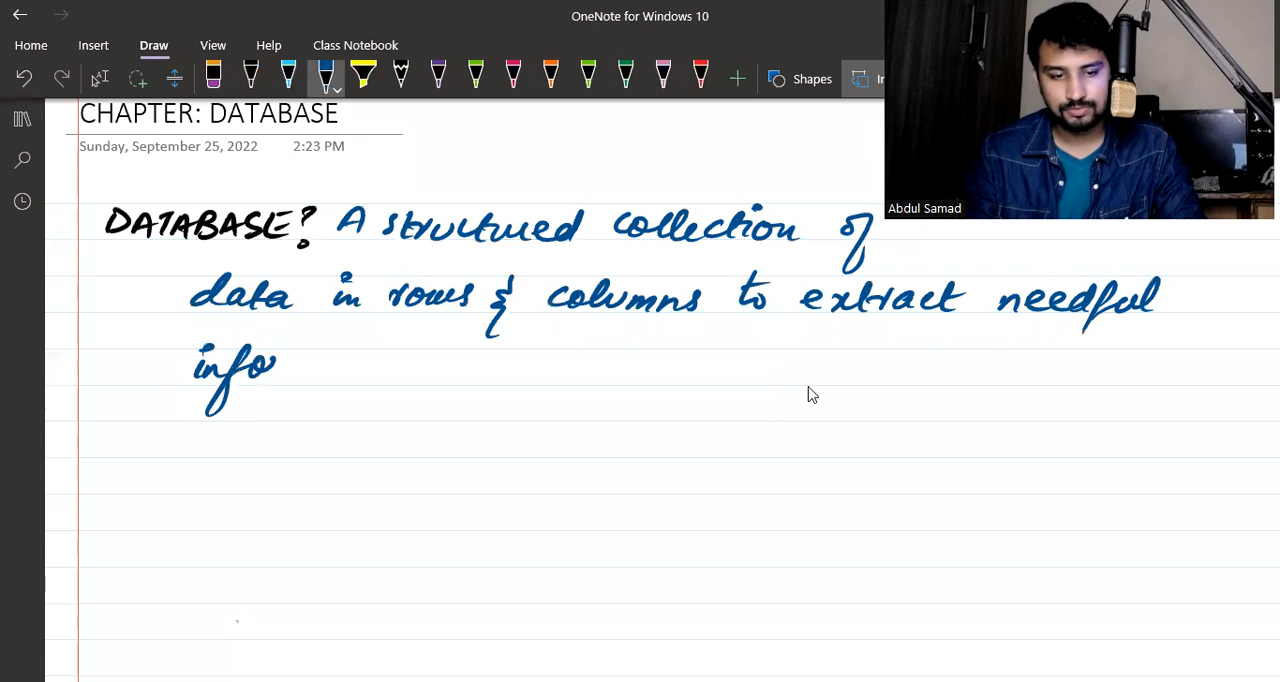 OneNote for Windows 10
Home Insert Draw View Help Class Notebook
Shapes In
CHAPTER: DATABASE
Sunday, September 25, 2022 2:23 PM
Abdul Samad
DATABASE? A structured collection of
data in rows & columns to extract needful
info